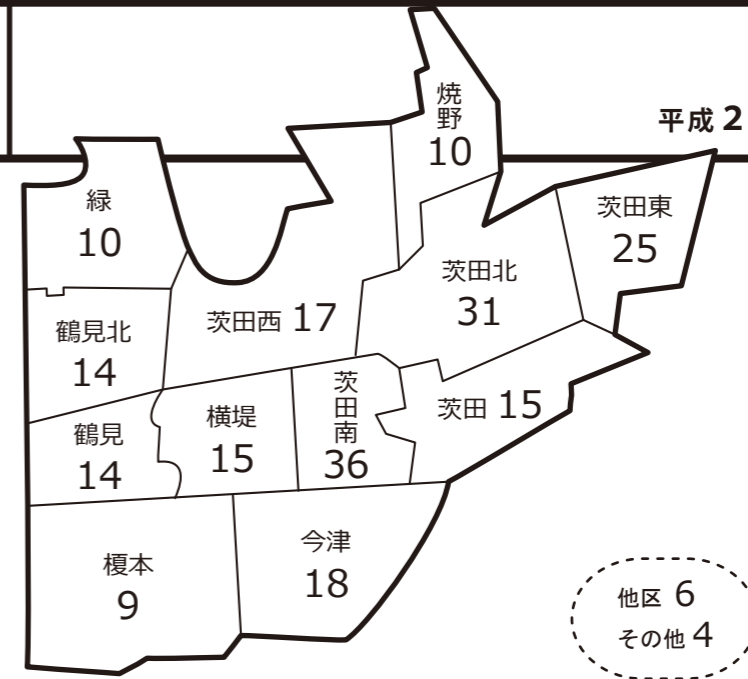 平成 2
焼野
10
緑
10
茨田東
25
茨田北
31
茨田西 17
鶴見北
14
茨田南
36
茨田 15
横堤
15
鶴見
14
今津
18
榎本
9
他区 6
その他 4